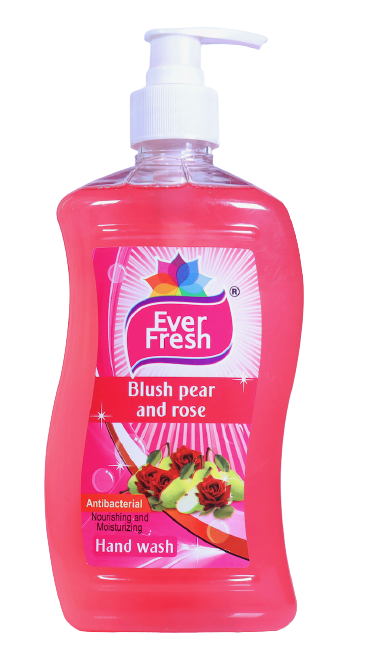 ®
Ever
Fresh
Blush pear
and rose
Antibacterial
Nourishing and
Moisturizing
Hand wash